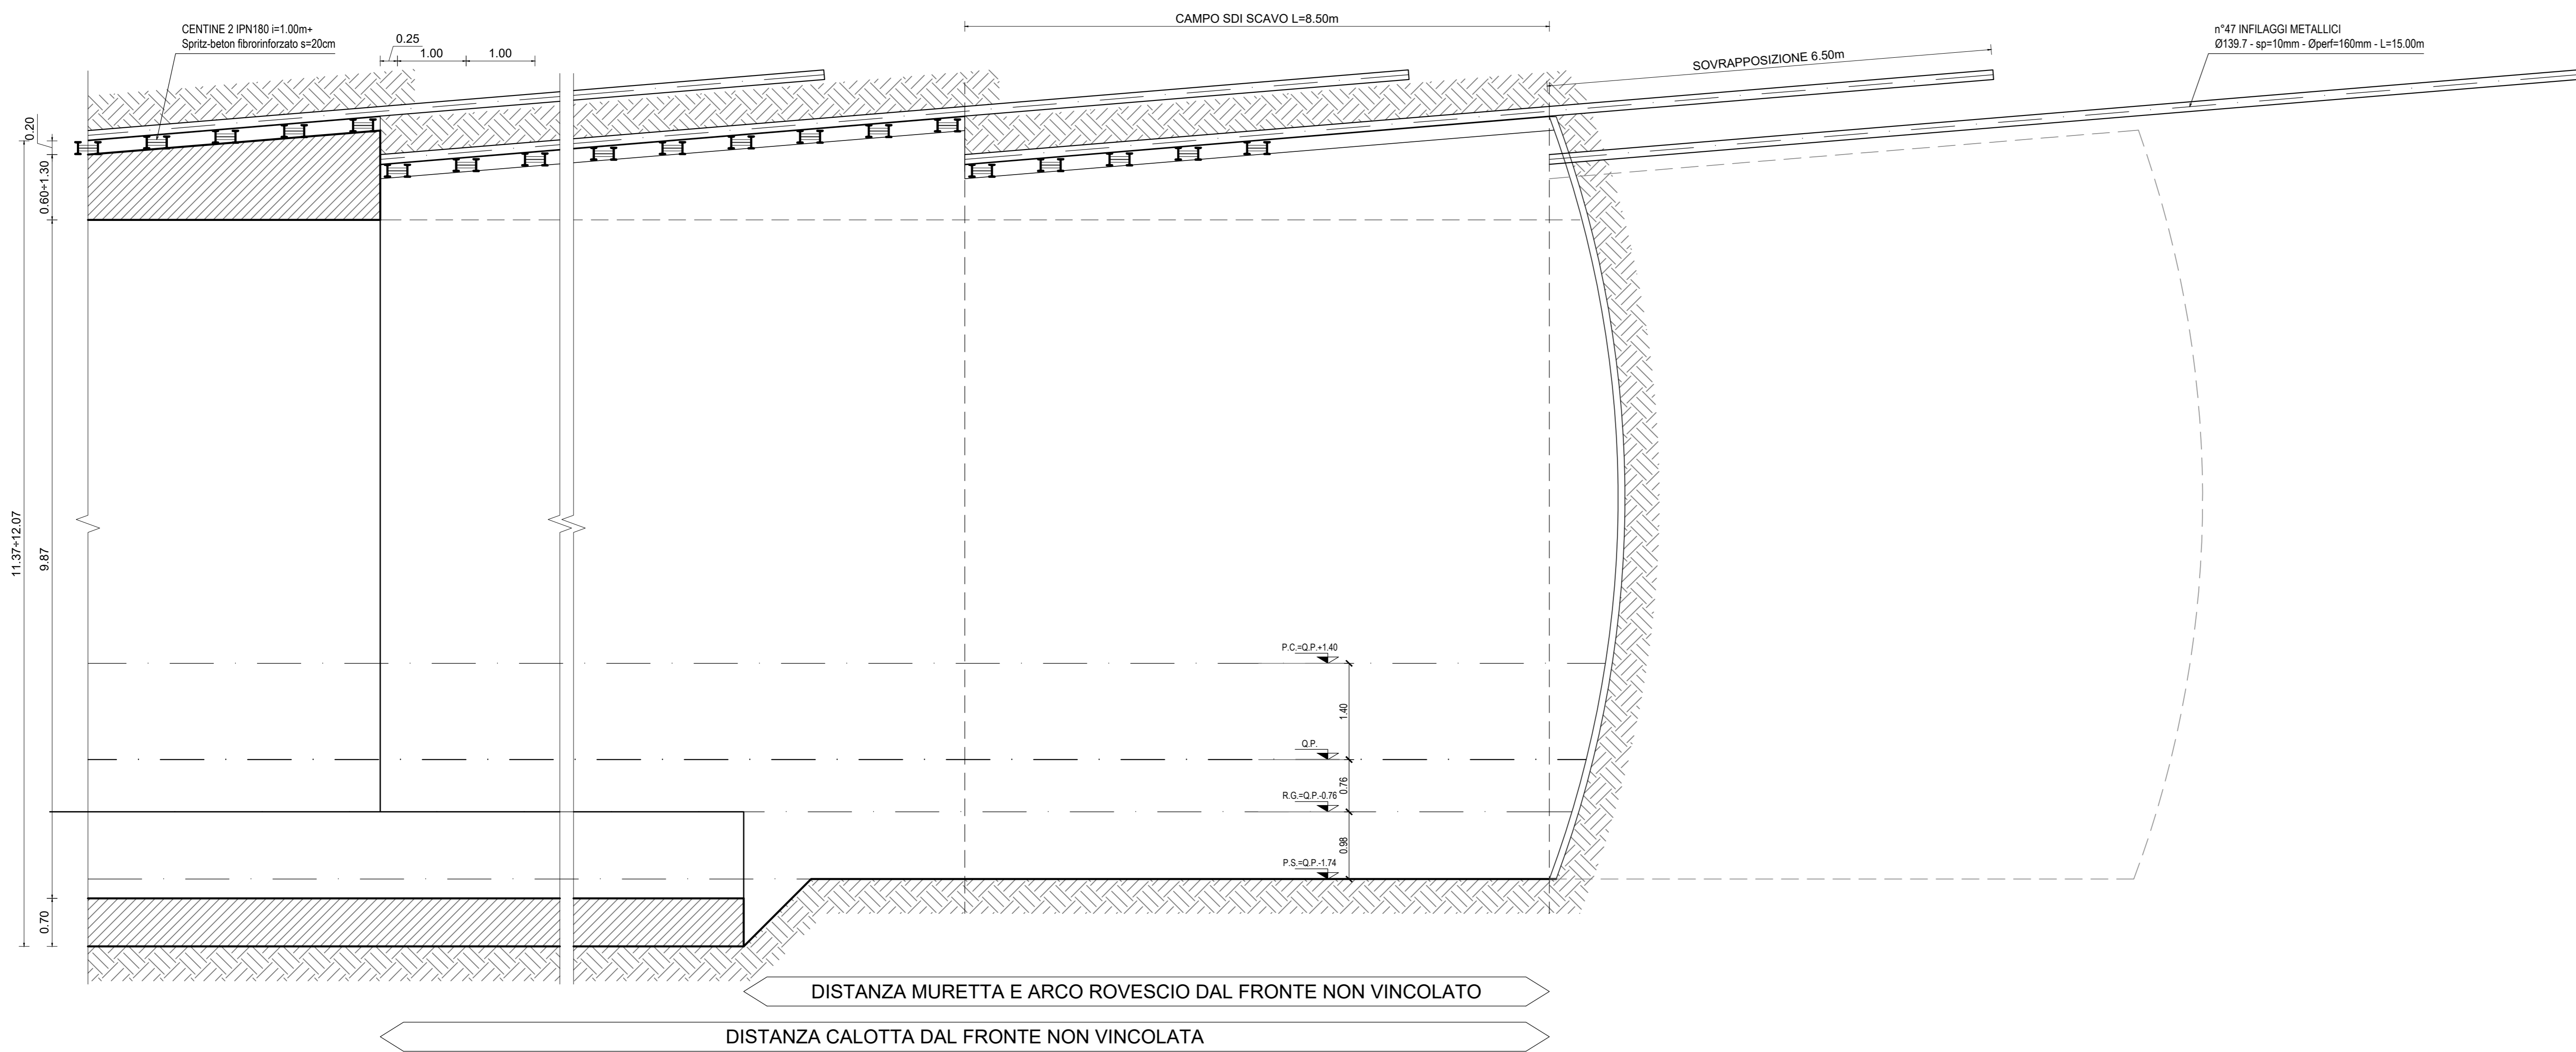 CAMPO SDI SCAVO L=8.50m
CENTINE 2 IPN180 i=1.00m+
Spritz-beton fibrorinforzato s=20cm
n°47 INFILAGGI METALLICI
Ø139.7 - sp=10mm - Øperf=160mm - L=15.00m
0.25
1.00
1.00
SOVRAPPOSIZIONE 6.50m
0.20
0.60÷1.30
11.37÷12.07
9.87
0.70
P.C.=Q.P.+1.40
1.40
Q.P.
0.76
R.G.=Q.P.-0.76
0.98
P.S.=Q.P.-1.74
DISTANZA MURETTA E ARCO ROVESCIO DAL FRONTE NON VINCOLATO
DISTANZA CALOTTA DAL FRONTE NON VINCOLATA